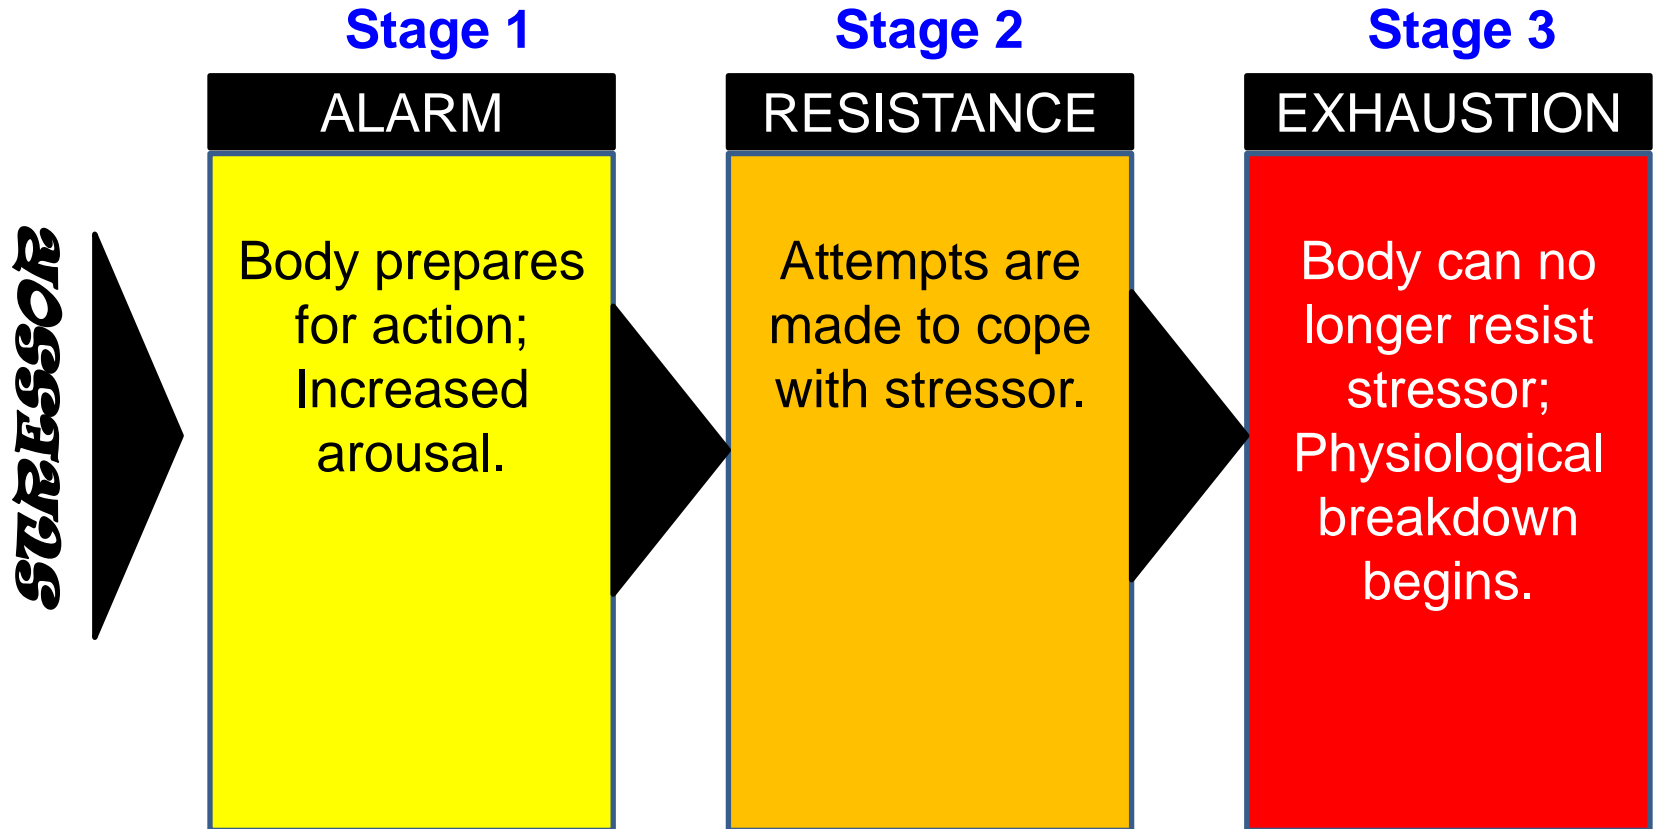 Stage 1
Stage 2
Stage 3
ALARM
RESISTANCE
EXHAUSTION
STRESSOR
Body prepares
for action;
Increased
arousal.
Attempts are
made to cope
with stressor.
Body can no
longer resist
stressor;
Physiological
breakdown
begins.